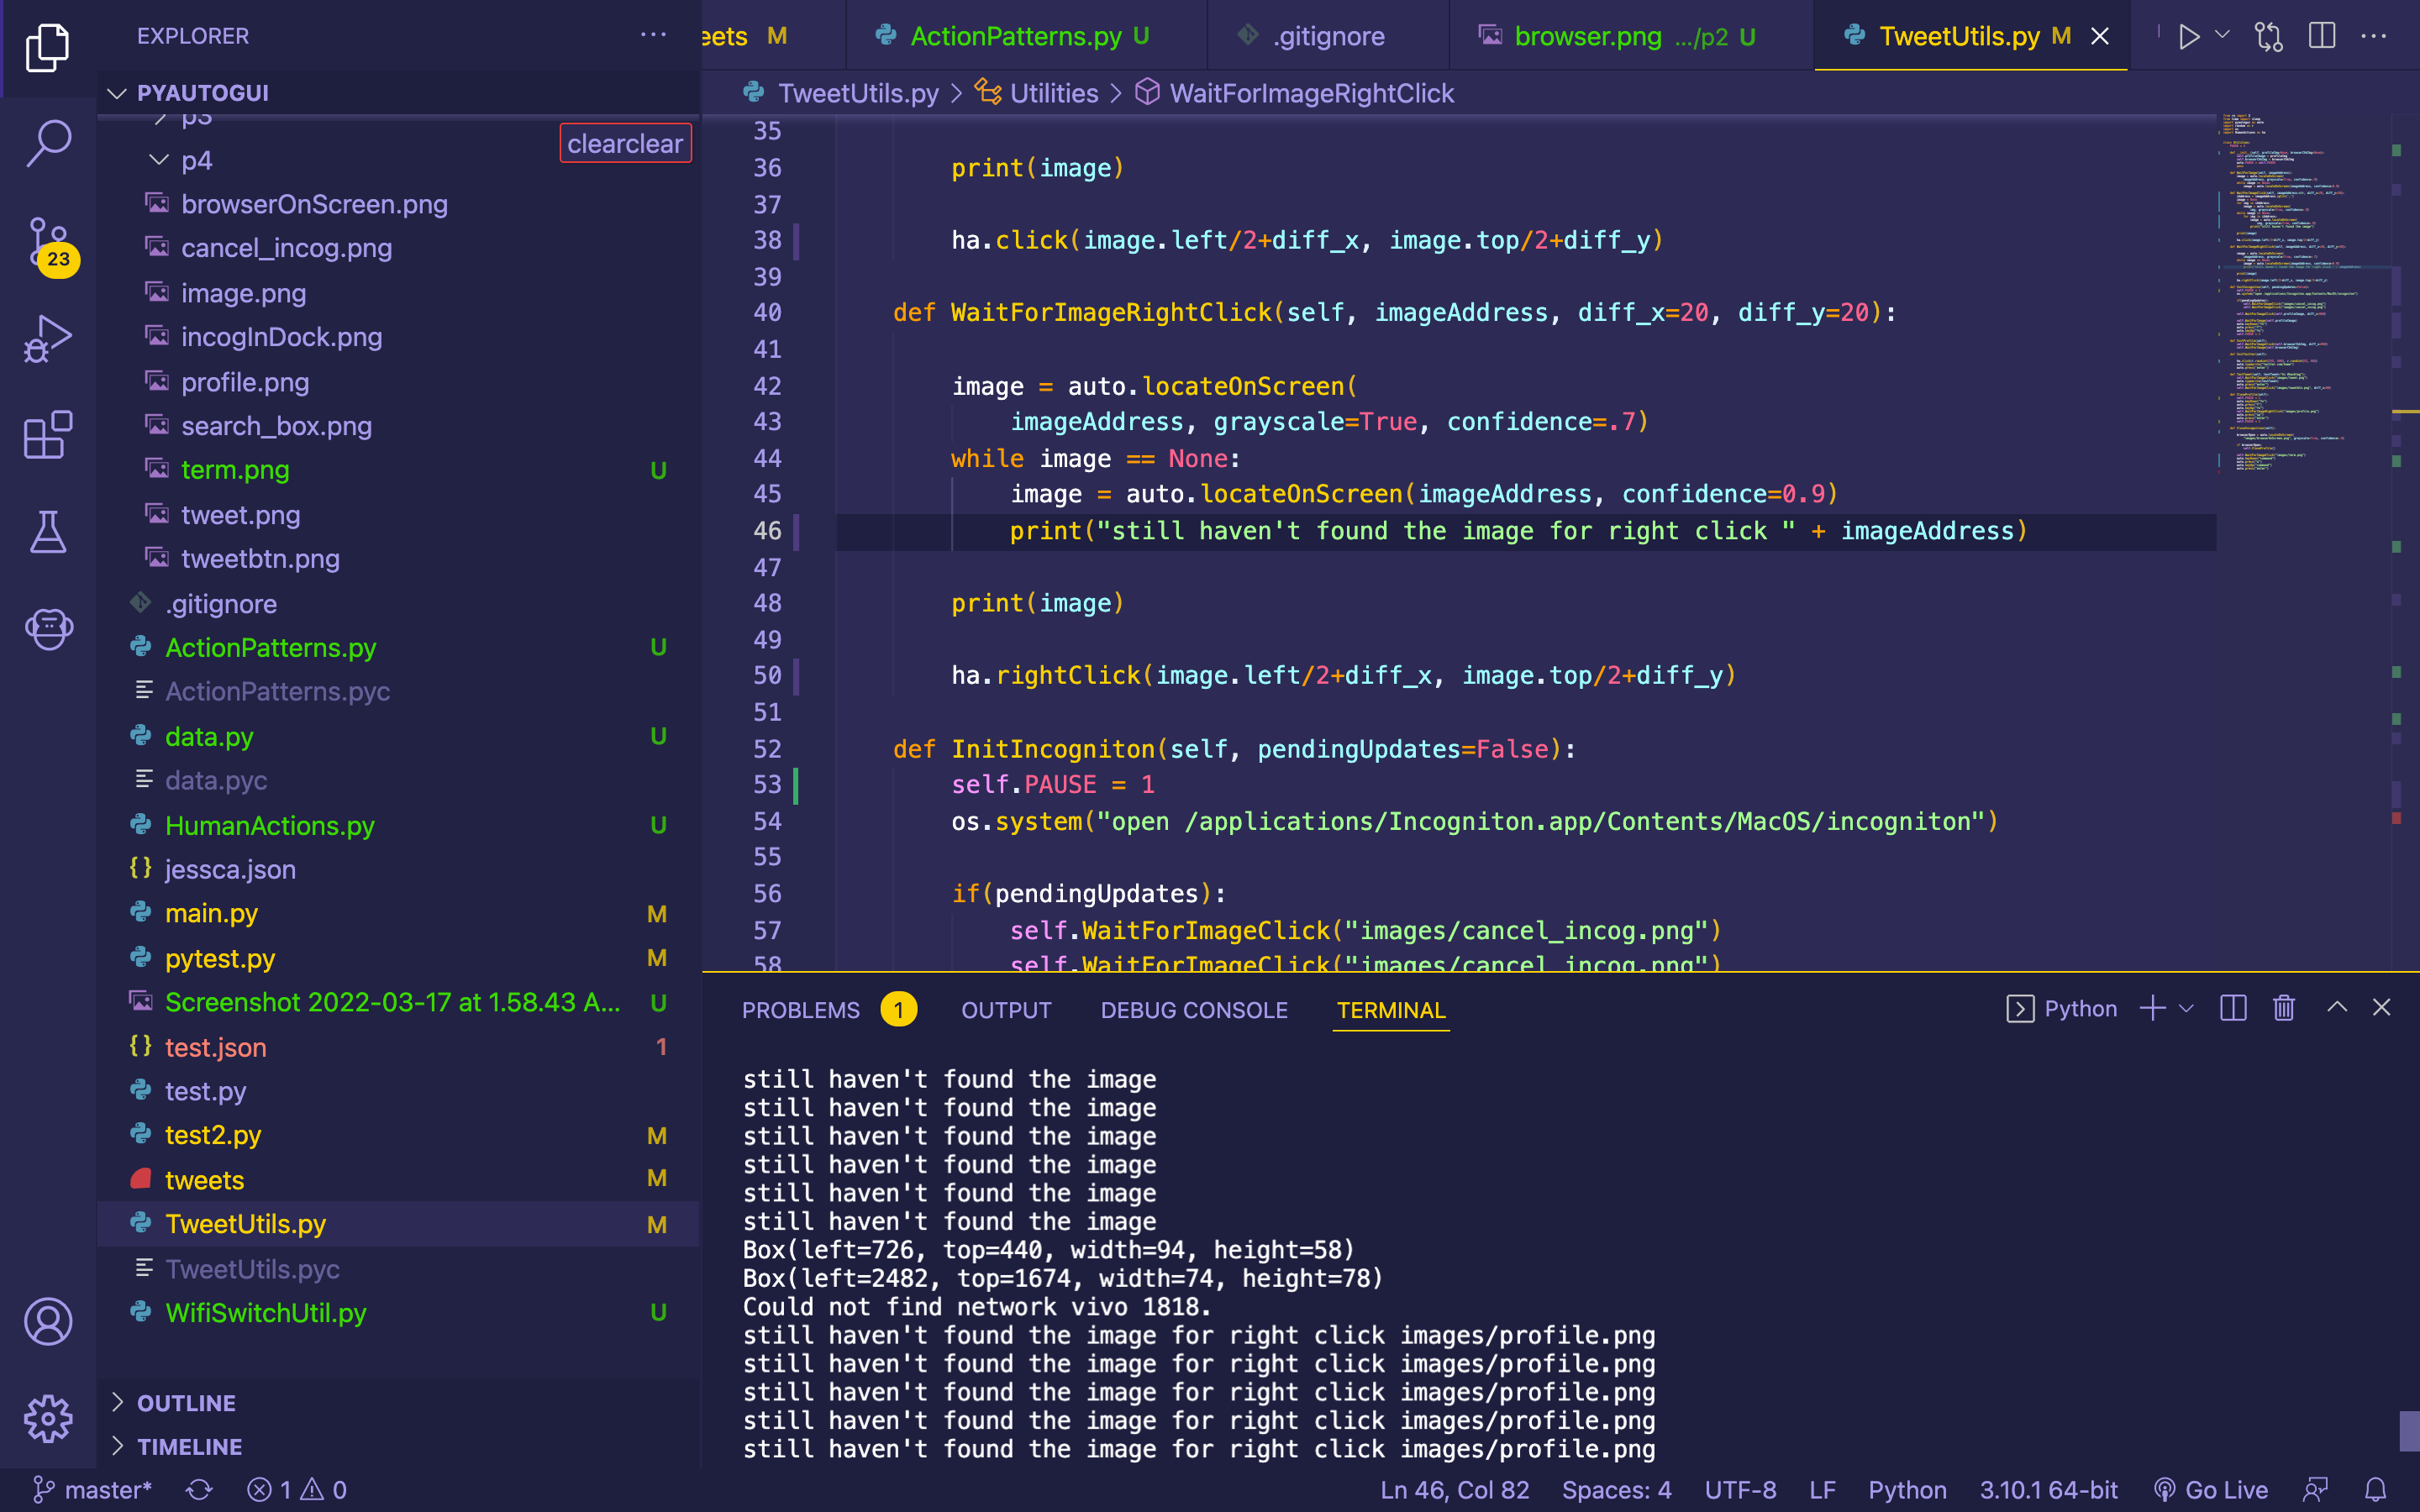 EXPLORER
PYAUTOGUI
p3
clearclear
p4
browserOnScreen.png
cancel_incog.png
image.png
incogInDock.png
profile.png
search_box.png
term.png U
tweet.png
tweetbtn.png
.gitignore
ActionPatterns.py U
ActionPatterns.pyc
data.py U
data.pyc
HumanActions.py U
jessca.json
main.py M
pytest.py M
Screenshot 2022-03-17 at 1.58.43 A... U
test.json 1
test.py
test2.py M
tweets M
TweetUtils.py M
TweetUtils.pyc
WifiSwitchUtil.py U
OUTLINE
TIMELINE
23
eets M ActionPatterns.py U .gitignore browser.png .../p2 U TweetUtils.py M
TweetUtils.py > Utilities > WaitForImageRightClick
35
36 print(image)
37
38 ha.click(image.left/2+diff_x, image.top/2+diff_y)
39
40 def WaitForImageRightClick(self, imageAddress, diff_x=20, diff_y=20):
41
42 image = auto.locateOnScreen(
43 imageAddress, grayscale=True, confidence=.7)
44 while image == None:
45 image = auto.locateOnScreen(imageAddress, confidence=0.9)
46 print("still haven't found the image for right click " + imageAddress)
47
48 print(image)
49
50 ha.rightClick(image.left/2+diff_x, image.top/2+diff_y)
51
52 def InitIncogniton(self, pendingUpdates=False):
53 self.PAUSE = 1
54 os.system("open /applications/Incogniton.app/Contents/MacOS/incogniton")
55
56 if(pendingUpdates):
57 self.WaitForImageClick("images/cancel_incog.png")
58 self.WaitForImageClick("images/cancel_incog.png")
PROBLEMS 1 OUTPUT DEBUG CONSOLE TERMINAL Python
still haven't found the image
still haven't found the image
still haven't found the image
still haven't found the image
still haven't found the image
still haven't found the image
Box(left=726, top=440, width=94, height=58)
Box(left=2482, top=1674, width=74, height=78)
Could not find network vivo 1818.
still haven't found the image for right click images/profile.png
still haven't found the image for right click images/profile.png
still haven't found the image for right click images/profile.png
still haven't found the image for right click images/profile.png
still haven't found the image for right click images/profile.png
master* 1 0 Ln 46, Col 82 Spaces: 4 UTF-8 LF Python 3.10.1 64-bit Go Live